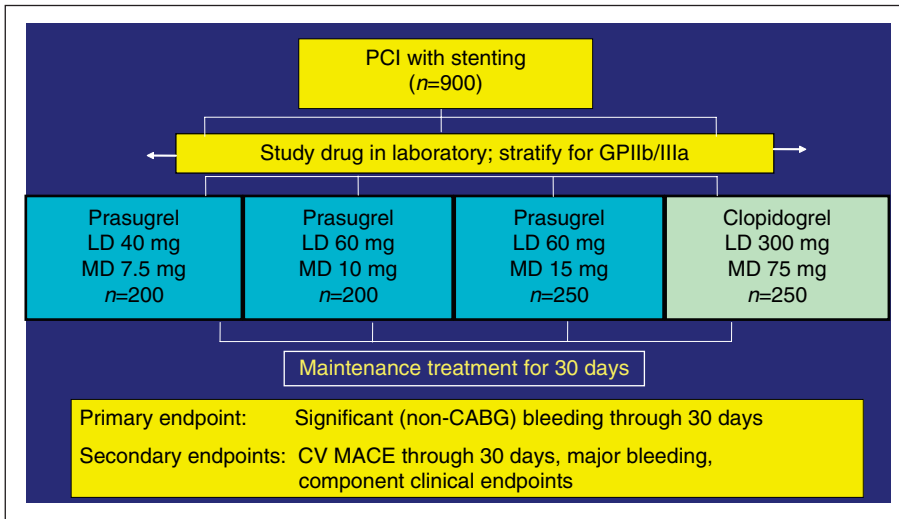 PCI with stenting
(n=900)
Study drug in laboratory; stratify for GPIIb/IIIa
Prasugrel
LD 40 mg
MD 7.5 mg
n=200
Prasugrel
LD 60 mg
MD 10 mg
n=200
Prasugrel
LD 60 mg
MD 15 mg
n=250
Clopidogrel
LD 300 mg
MD 75 mg
n=250
Maintenance treatment for 30 days
Primary endpoint: Significant (non-CABG) bleeding through 30 days
Secondary endpoints: CV MACE through 30 days, major bleeding,
component clinical endpoints